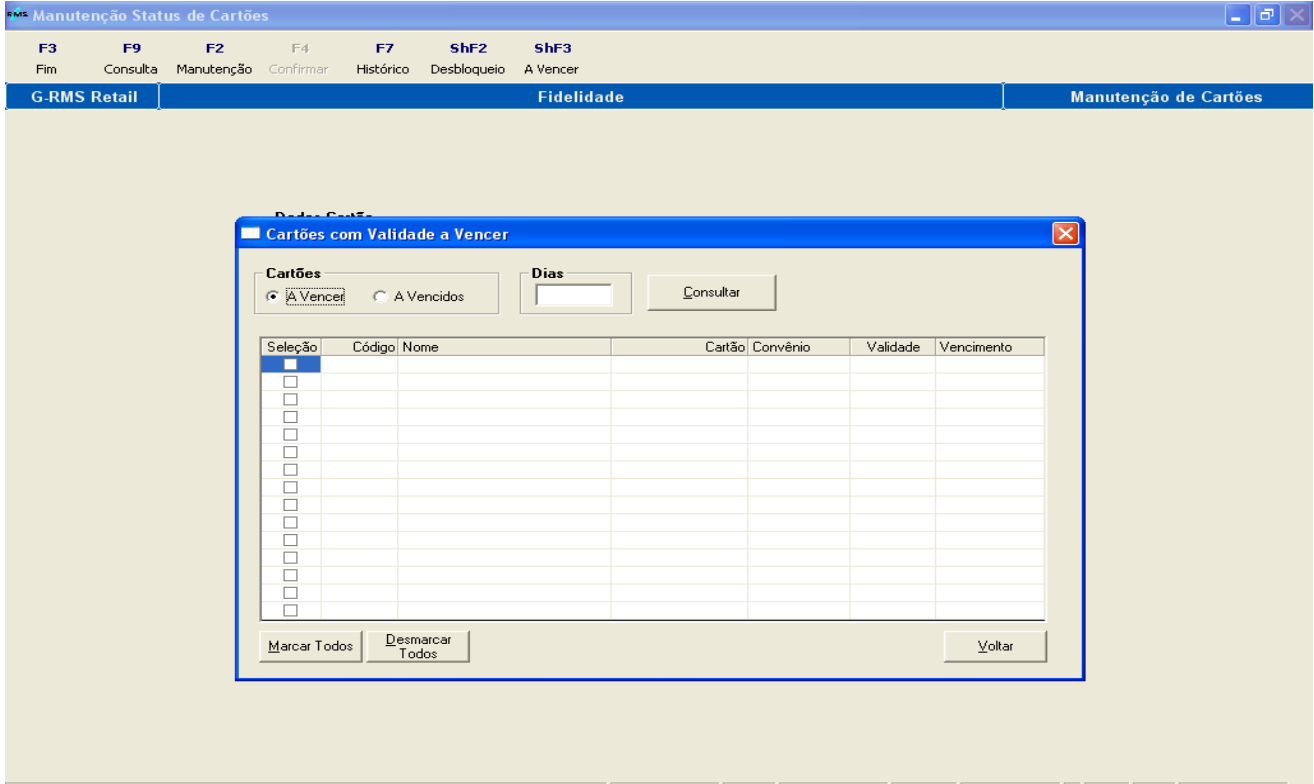 RMS Manutenção Status de Cartões
F3 F9 F2 F4 F7 ShF2 ShF3
Fim Consulta Manutenção Confirmar Histórico Desbloqueio A Vencer
G-RMS Retail Fidelidade Manutenção de Cartões
Cartões com Validade a Vencer
Cartões Dias
A Vencer A Vencidos Consultar
Seleção Código Nome Cartão Convênio Validade Vencimento
Marcar Todos Desmarcar Todos Voltar